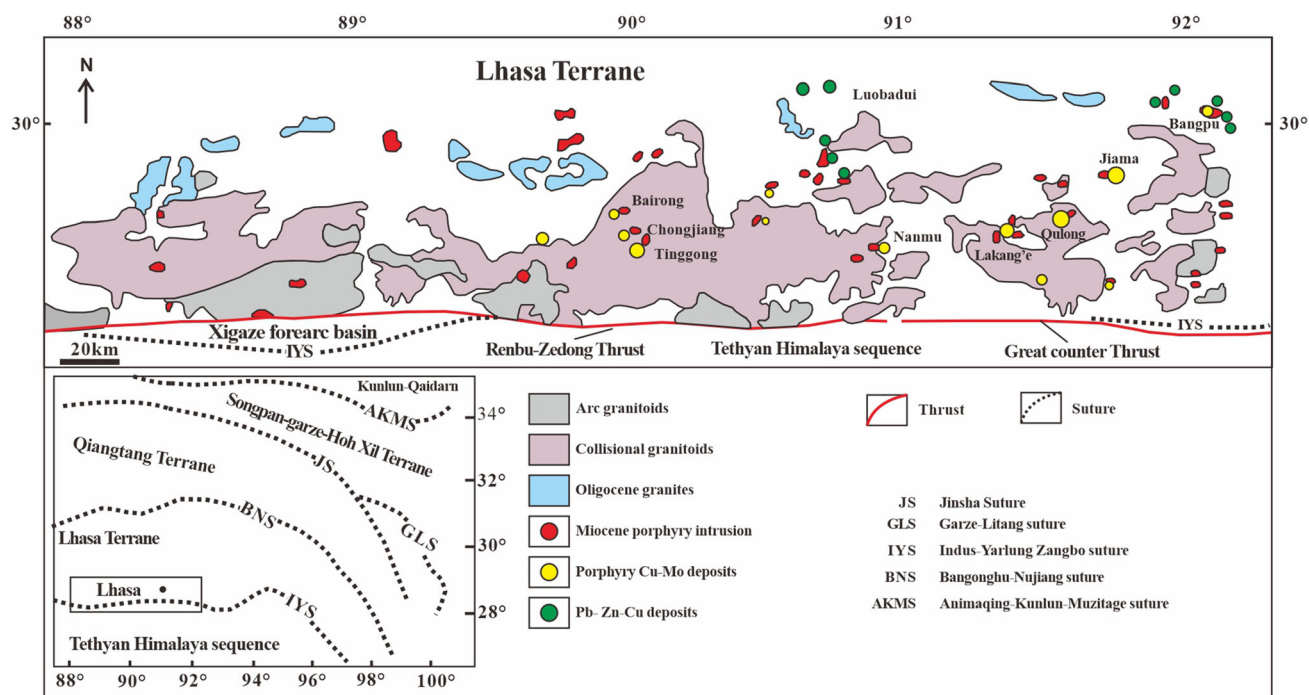 88° 89° 90° 91° 92°
N
Lhasa Terrane
Luobadui
30° 30°
Bangpu
Jiama
Bairong
Chongjiang
Tinggong
Nanmu
Qulong
Lakang'e
Xigaze forearc basin
IYS
IYS
20km
Renbu-Zedong Thrust
Tethyan Himalaya sequence
Great counter Thrust
Kunlun-Qaidarn
AKMS
34°
Songpan-garze-Hoh Xil Terrane
Qiangtang Terrane
JS
32°
BNS
GLS
Lhasa Terrane
30°
Lhasa
IYS
28°
Tethyan Himalaya sequence
88° 90° 92° 94° 96° 98° 100°
Arc granitoids
Collisional granitoids
Oligocene granites
Miocene porphyry intrusion
Porphyry Cu-Mo deposits
Pb- Zn-Cu deposits
Thrust
Suture
JS Jinsha Suture
GLS Garze-Litang suture
IYS Indus-Yarlung Zangbo suture
BNS Bangonghu-Nujiang suture
AKMS Animaqing-Kunlun-Muzitage suture